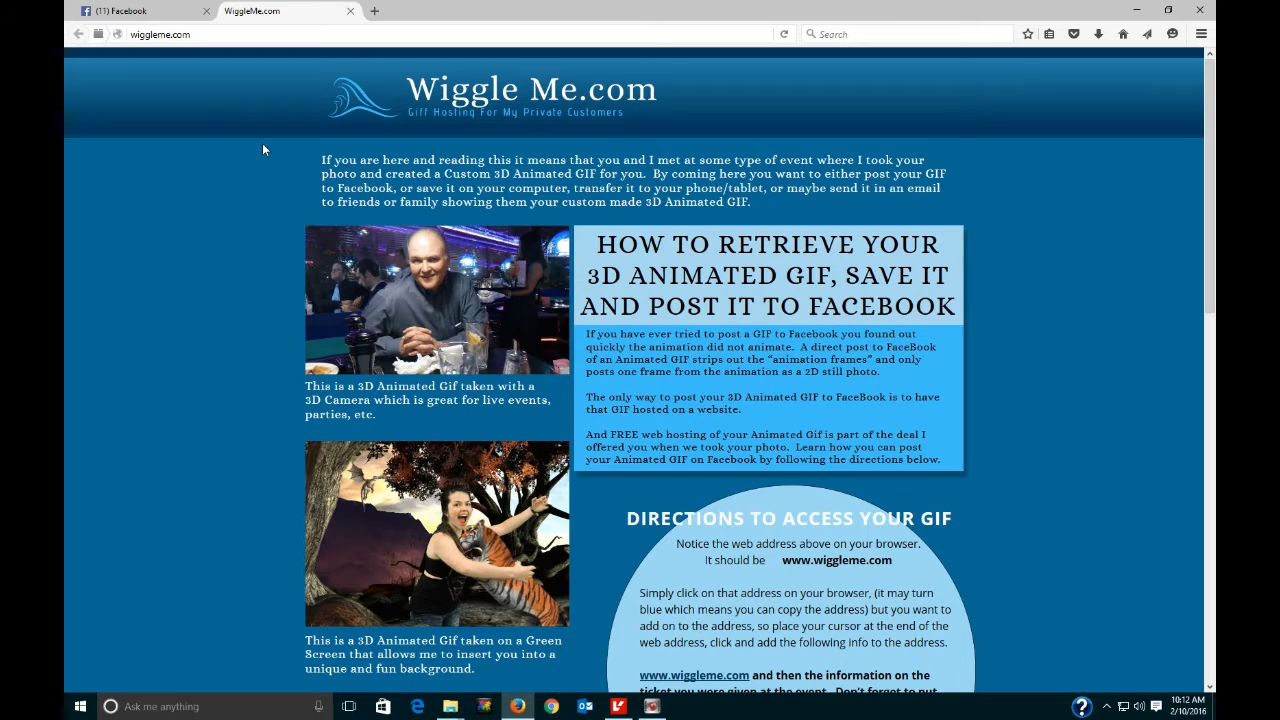 (11) Facebook
WiggleMe.com
wiggleme.com
Search
Wiggle Me.com
Giff Hosting For My Private Customers
If you are here and reading this it means that you and I met at some type of event where I took your
photo and created a Custom 3D Animated GIF for you.  By coming here you want to either post your GIF
to Facebook, or save it on your computer, transfer it to your phone/tablet, or maybe send it in an email
to friends or family showing them your custom made 3D Animated GIF.
This is a 3D Animated Gif taken with a
3D Camera which is great for live events,
parties, etc.
This is a 3D Animated Gif taken on a Green
Screen that allows me to insert you into a
unique and fun background.
HOW TO RETRIEVE YOUR
3D ANIMATED GIF, SAVE IT
AND POST IT TO FACEBOOK
If you have ever tried to post a GIF to Facebook you found out
quickly the animation did not animate.  A direct post to FaceBook
of an Animated GIF strips out the “animation frames” and only
posts one frame from the animation as a 2D still photo.
The only way to post your 3D Animated GIF to FaceBook is to have
that GIF hosted on a website.
And FREE web hosting of your Animated Gif is part of the deal I
offered you when we took your photo.  Learn how you can post
your Animated GIF on Facebook by following the directions below.
DIRECTIONS TO ACCESS YOUR GIF
Notice the web address above on your browser.
It should be www.wiggleme.com
Simply click on that address on your browser, (it may turn
blue which means you can copy the address) but you want to
add on to the address, so place your cursor at the end of the
web address, click and add the following info to the address.
www.wiggleme.com and then the information on the
ticket you were given at the event.  Don't forget to put
Ask me anything
10:12 AM
2/10/2016